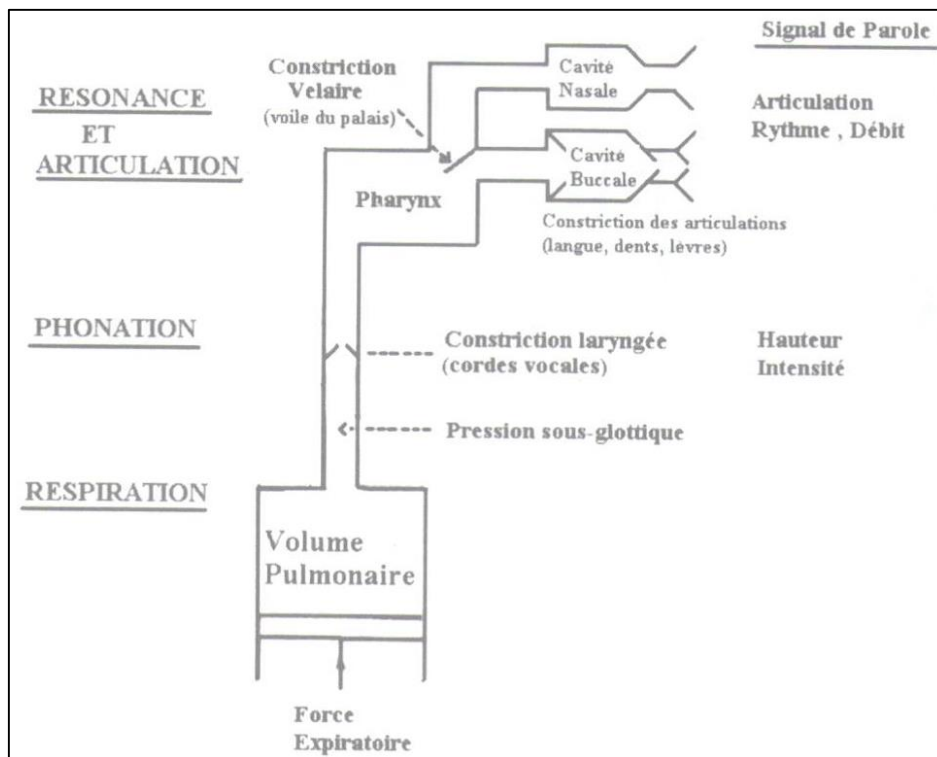 Signal de Parole
Constriction
Velaire
(voile du palais)
Cavité
Nasale
RESONANCE
ET
ARTICULATION
Articulation
Rythme , Débit
Cavité
Buccale
Pharynx
Constriction des articulations
(langue, dents, lèvres)
PHONATION
Constriction laryngée
(cordes vocales)
Hauteur
Intensité
Pression sous-glottique
RESPIRATION
Volume
Pulmonaire
Force
Expiratoire